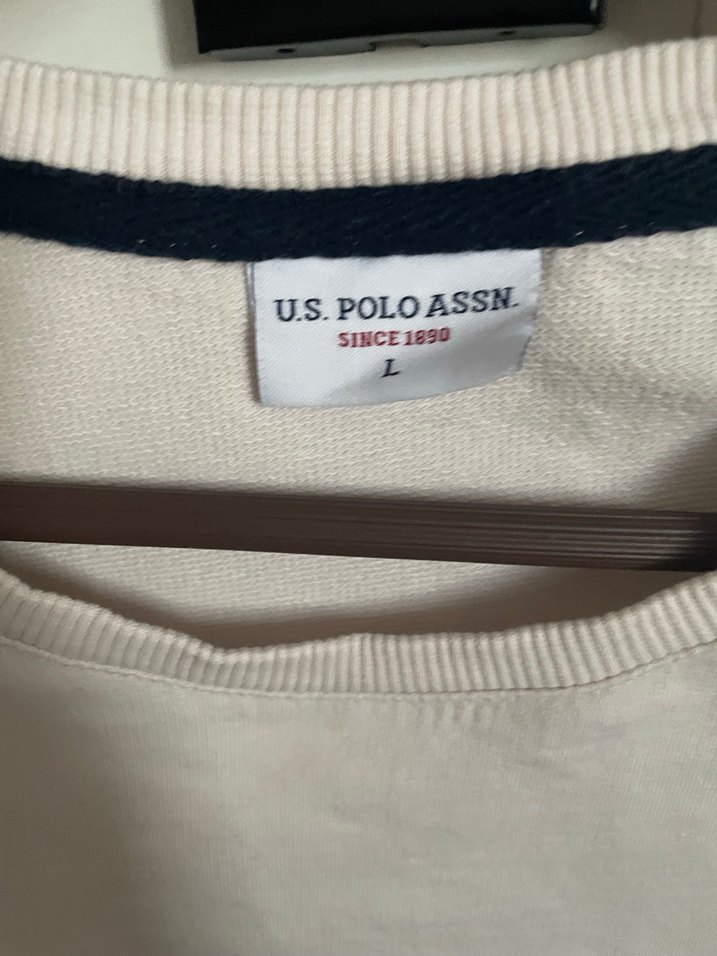 U.S. POLO ASSN.
SINCE 1890
L